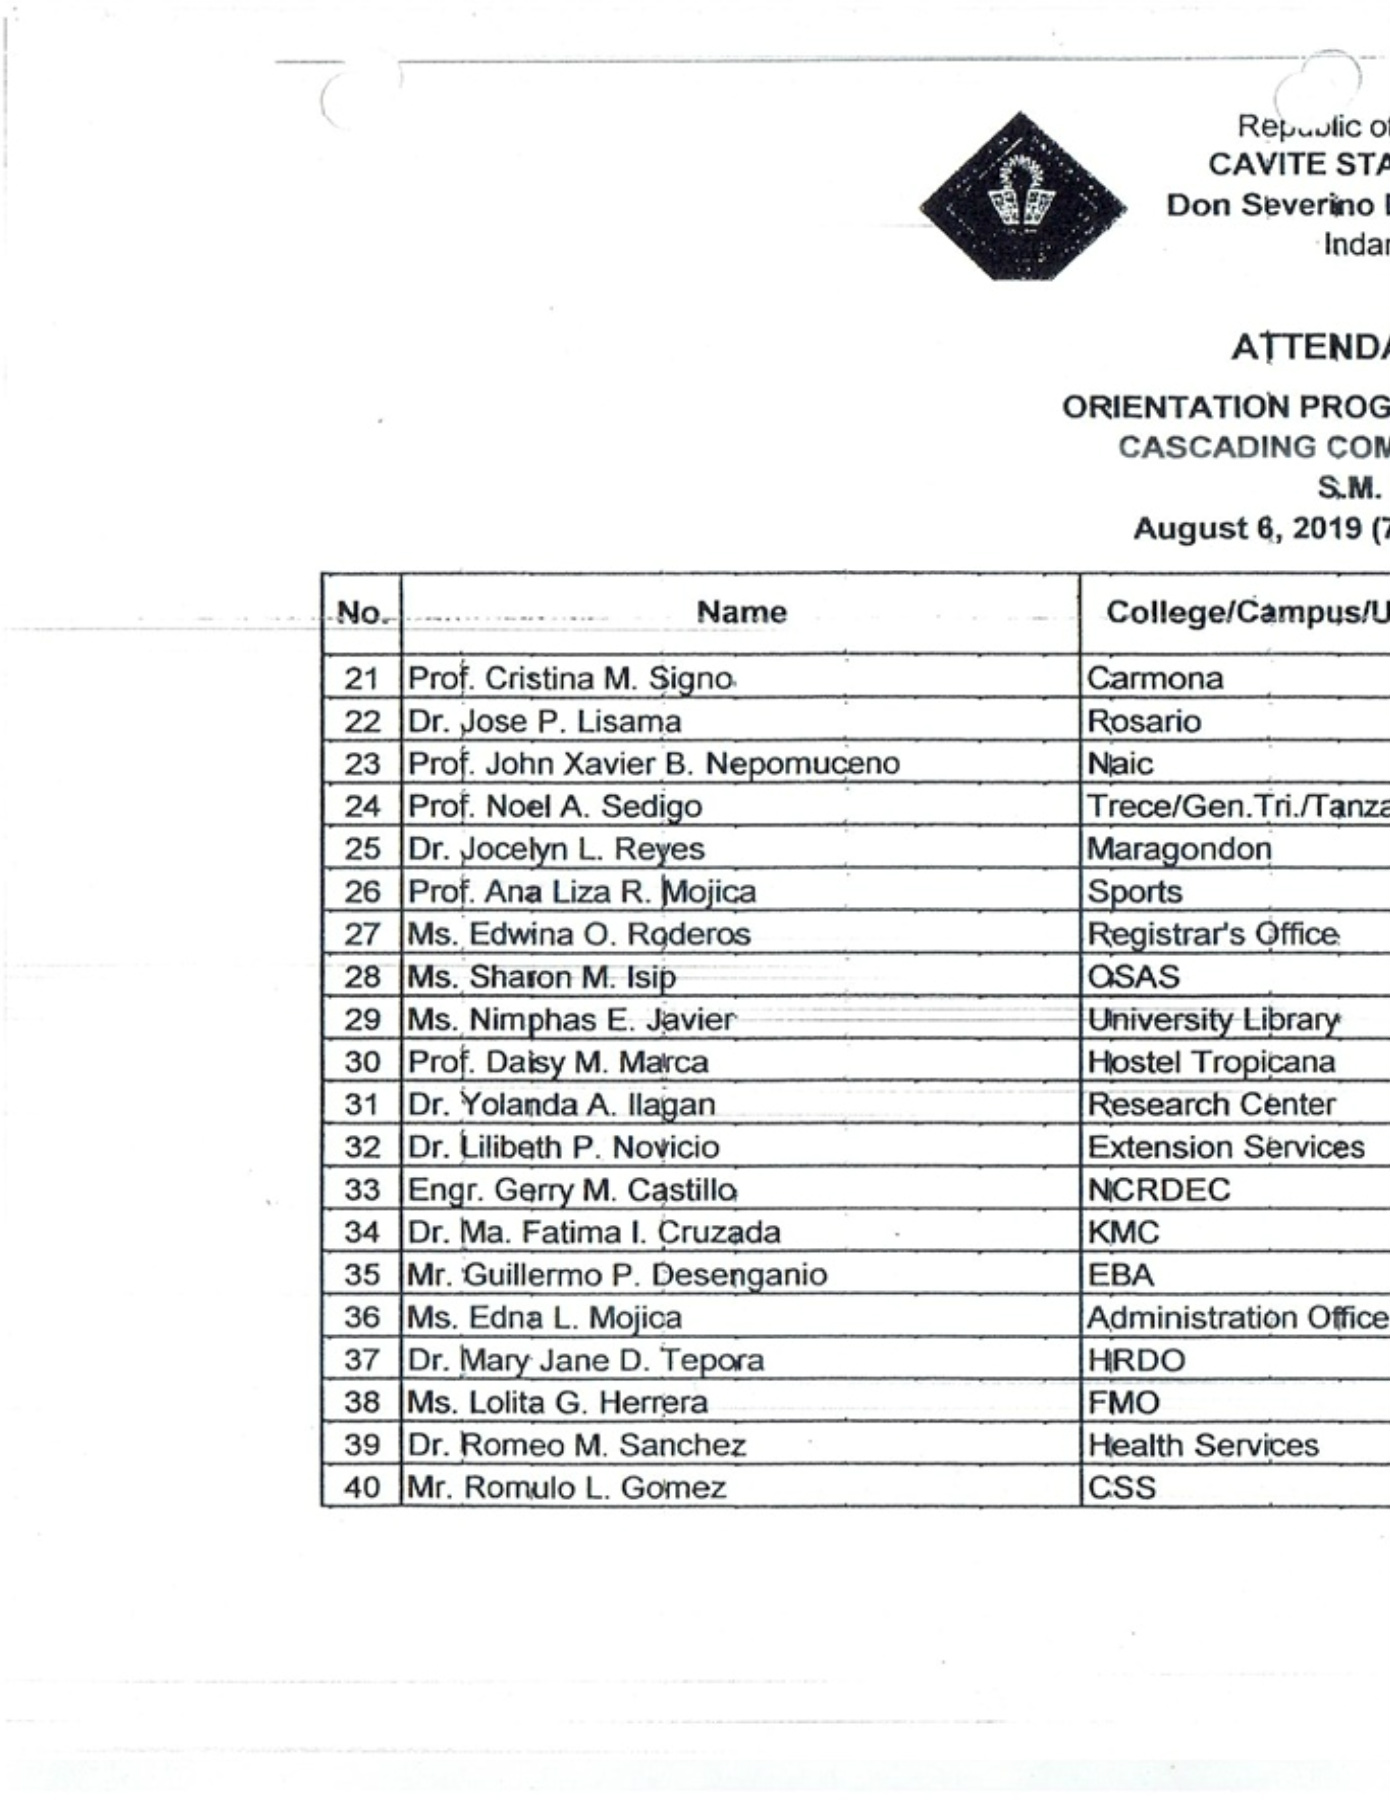 Republic of
CAVITE STA
Don Severino
Indan
ATTENDA
ORIENTATION PROG
CASCADING COM
S.M.
August 6, 2019 (7
No. Name College/Campus/U
21 Prof. Cristina M. Signo Carmona
22 Dr. Jose P. Lisama Rosario
23 Prof. John Xavier B. Nepomuceno Naic
24 Prof. Noel A. Sedigo Trece/Gen.Tri./Tanza
25 Dr. Jocelyn L. Reyes Maragondon
26 Prof. Ana Liza R. Mojica Sports
27 Ms. Edwina O. Roderos Registrar's Office
28 Ms. Sharon M. Isip OSAS
29 Ms. Nimphas E. Javier University Library
30 Prof. Daisy M. Marca Hostel Tropicana
31 Dr. Yolanda A. Ilagan Research Center
32 Dr. Lilibeth P. Novicio Extension Services
33 Engr. Gerry M. Castillo NCRDEC
34 Dr. Ma. Fatima I. Cruzada KMC
35 Mr. Guillermo P. Desenganio EBA
36 Ms. Edna L. Mojica Administration Office
37 Dr. Mary Jane D. Tepora HRDO
38 Ms. Lolita G. Herrera FMO
39 Dr. Romeo M. Sanchez Health Services
40 Mr. Romulo L. Gomez CSS